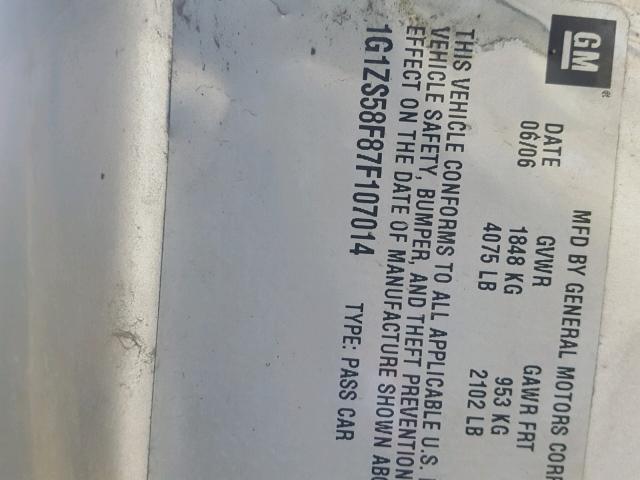 GM
MFD BY GENERAL MOTORS CORP
DATE GVWR GAWR FRT
06/06 1848 KG 953 KG
4075 LB 2102 LB
THIS VEHICLE CONFORMS TO ALL APPLICABLE U.S.
VEHICLE SAFETY, BUMPER, AND THEFT PREVENTION
EFFECT ON THE DATE OF MANUFACTURE SHOWN ABO
1G1ZS58F87F107014 TYPE: PASS CAR